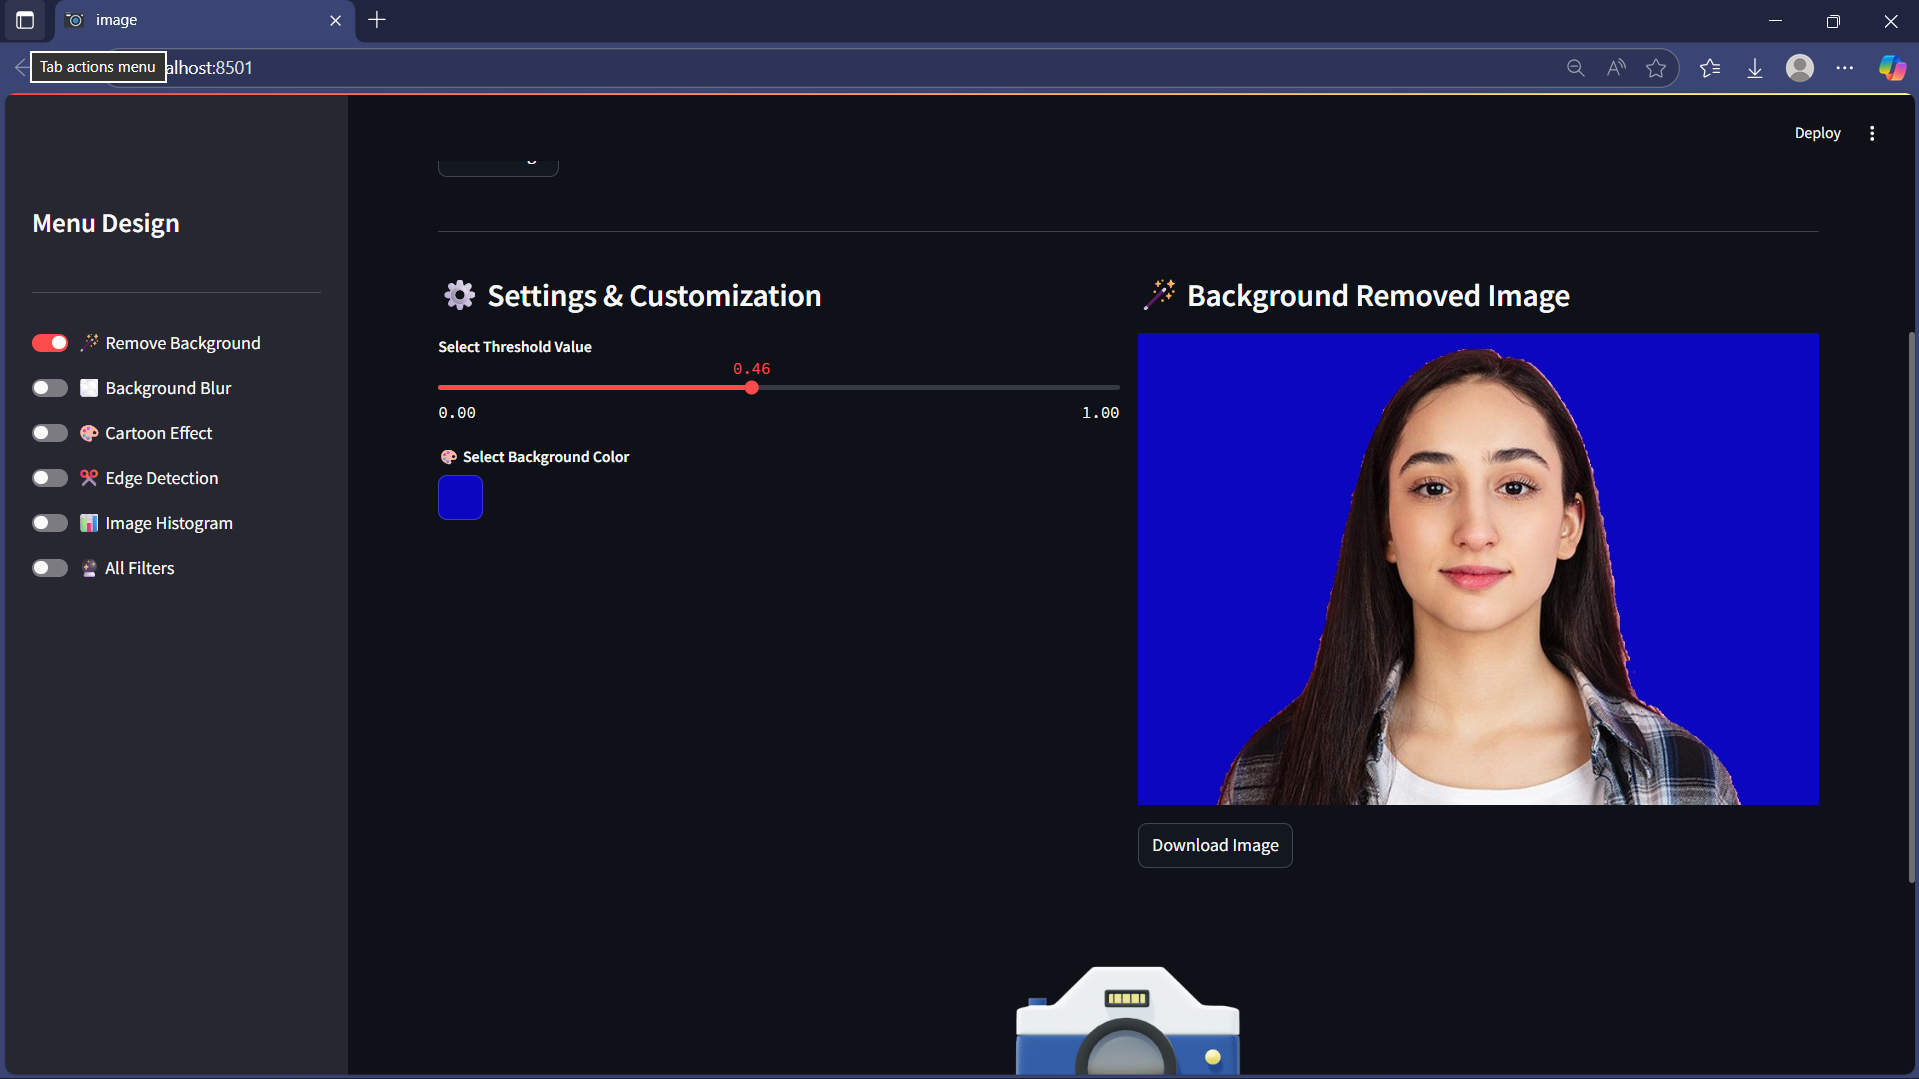 image
Tab actions menu
alhost:8501
Deploy
Menu Design
Remove Background
Background Blur
Cartoon Effect
Edge Detection
Image Histogram
All Filters
Settings & Customization
Select Threshold Value
0.46
0.00 1.00
Select Background Color
Background Removed Image
Download Image